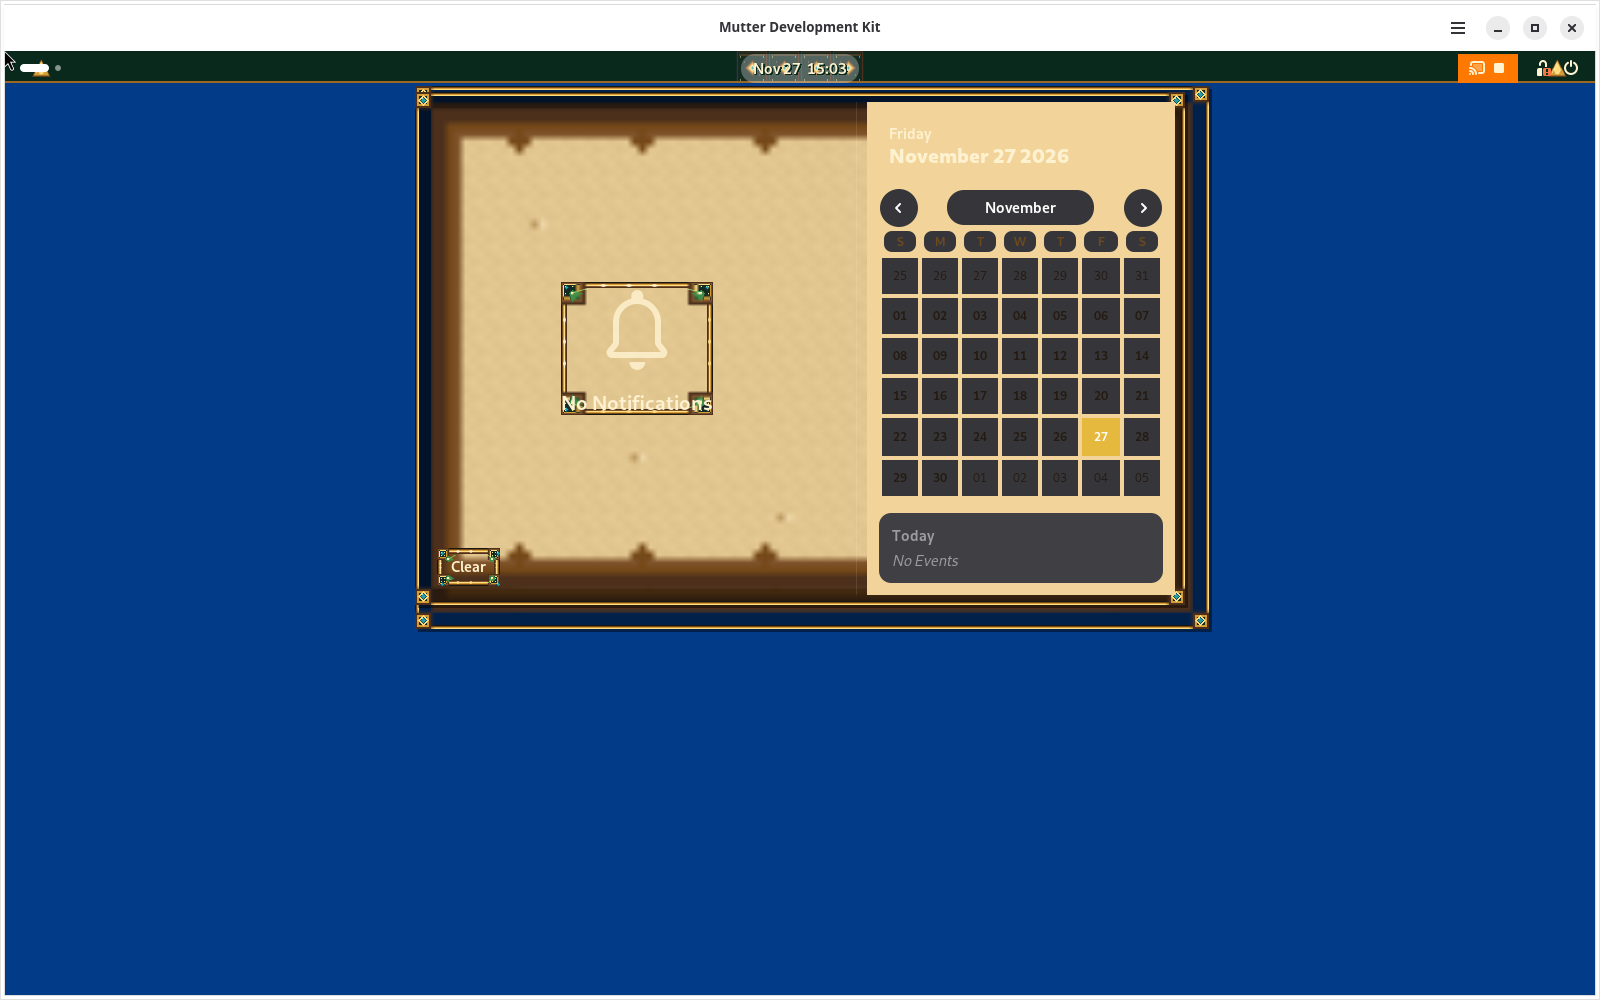 Mutter Development Kit
Nov 27 15:03
Friday
November 27 2026
November
S M T W T F S
25 26 27 28 29 30 31
01 02 03 04 05 06 07
08 09 10 11 12 13 14
15 16 17 18 19 20 21
22 23 24 25 26 27 28
29 30 01 02 03 04 05
No Notifications
Today
No Events
Clear